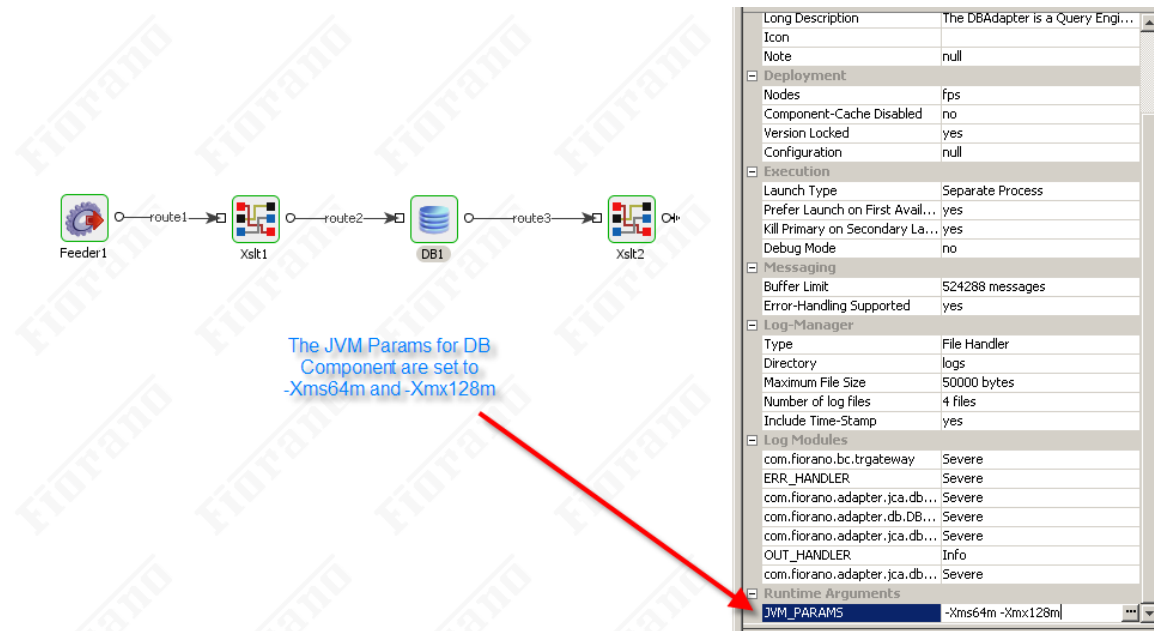 Fiorano
Feeder1
route1
Xslt1
route2
DB1
route3
Xslt2
The JVM Params for DB
Component are set to
-Xms64m and -Xmx128m
Long Description The DBAdapter is a Query Engi...
Icon
Note null
Deployment
Nodes fps
Component-Cache Disabled no
Version Locked yes
Configuration null
Execution
Launch Type Separate Process
Prefer Launch on First Avail... yes
Kill Primary on Secondary La... yes
Debug Mode no
Messaging
Buffer Limit 524288 messages
Error-Handling Supported yes
Log-Manager
Type File Handler
Directory logs
Maximum File Size 50000 bytes
Number of log files 4 files
Include Time-Stamp yes
Log Modules
com.fiorano.bc.trgateway Severe
ERR_HANDLER Severe
com.fiorano.adapter.jca.db... Severe
com.fiorano.adapter.db.DB... Severe
com.fiorano.adapter.jca.db... Severe
OUT_HANDLER Info
com.fiorano.adapter.jca.db... Severe
Runtime Arguments
JVM_PARAMS -Xms64m -Xmx128m ...